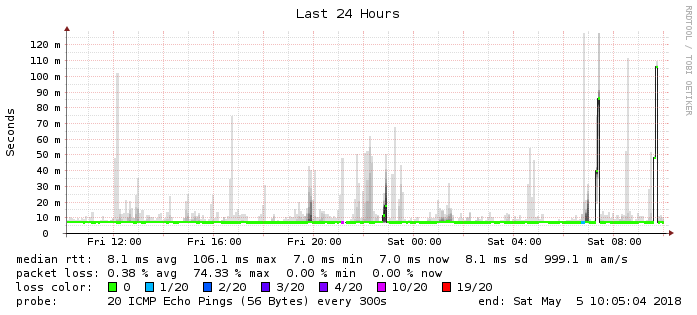 Last 24 Hours
RRDTOOL / TOBI OETIKER
Seconds
120 m
110 m
100 m
90 m
80 m
70 m
60 m
50 m
40 m
30 m
20 m
10 m
0
Fri 12:00 Fri 16:00 Fri 20:00 Sat 00:00 Sat 04:00 Sat 08:00
median rtt: 8.1 ms avg 106.1 ms max 7.0 ms min 7.0 ms now 8.1 ms sd 999.1 m am/s
packet loss: 0.38 % avg 74.33 % max 0.00 % min 0.00 % now
loss color: 0 1/20 2/20 3/20 4/20 10/20 19/20
probe: 20 ICMP Echo Pings (56 Bytes) every 300s end: Sat May 5 10:05:04 2018